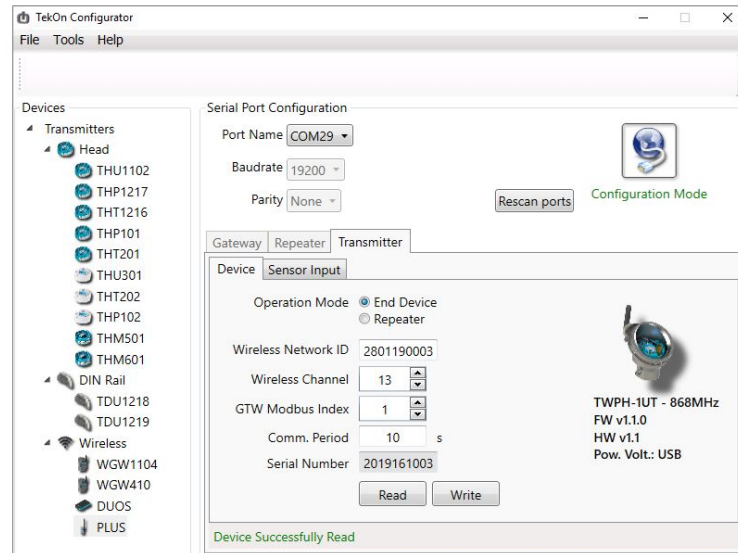 TekOn Configurator
File Tools Help
Devices
Transmitters
Head
THU1102
THP1217
THT1216
THP101
THT201
THU301
THT202
THP102
THM501
THM601
DIN Rail
TDU1218
TDU1219
Wireless
WGW1104
WGW410
DUOS
PLUS
Serial Port Configuration
Port Name COM29
Baudrate 19200
Parity None
Rescan ports
Configuration Mode
Gateway Repeater Transmitter
Device Sensor Input
Operation Mode End Device
Repeater
Wireless Network ID 2801190003
Wireless Channel 13
GTW Modbus Index 1
Comm. Period 10 s
Serial Number 2019161003
Read Write
TWPH-1UT - 868MHz
FW v1.1.0
HW v1.1
Pow. Volt.: USB
Device Successfully Read